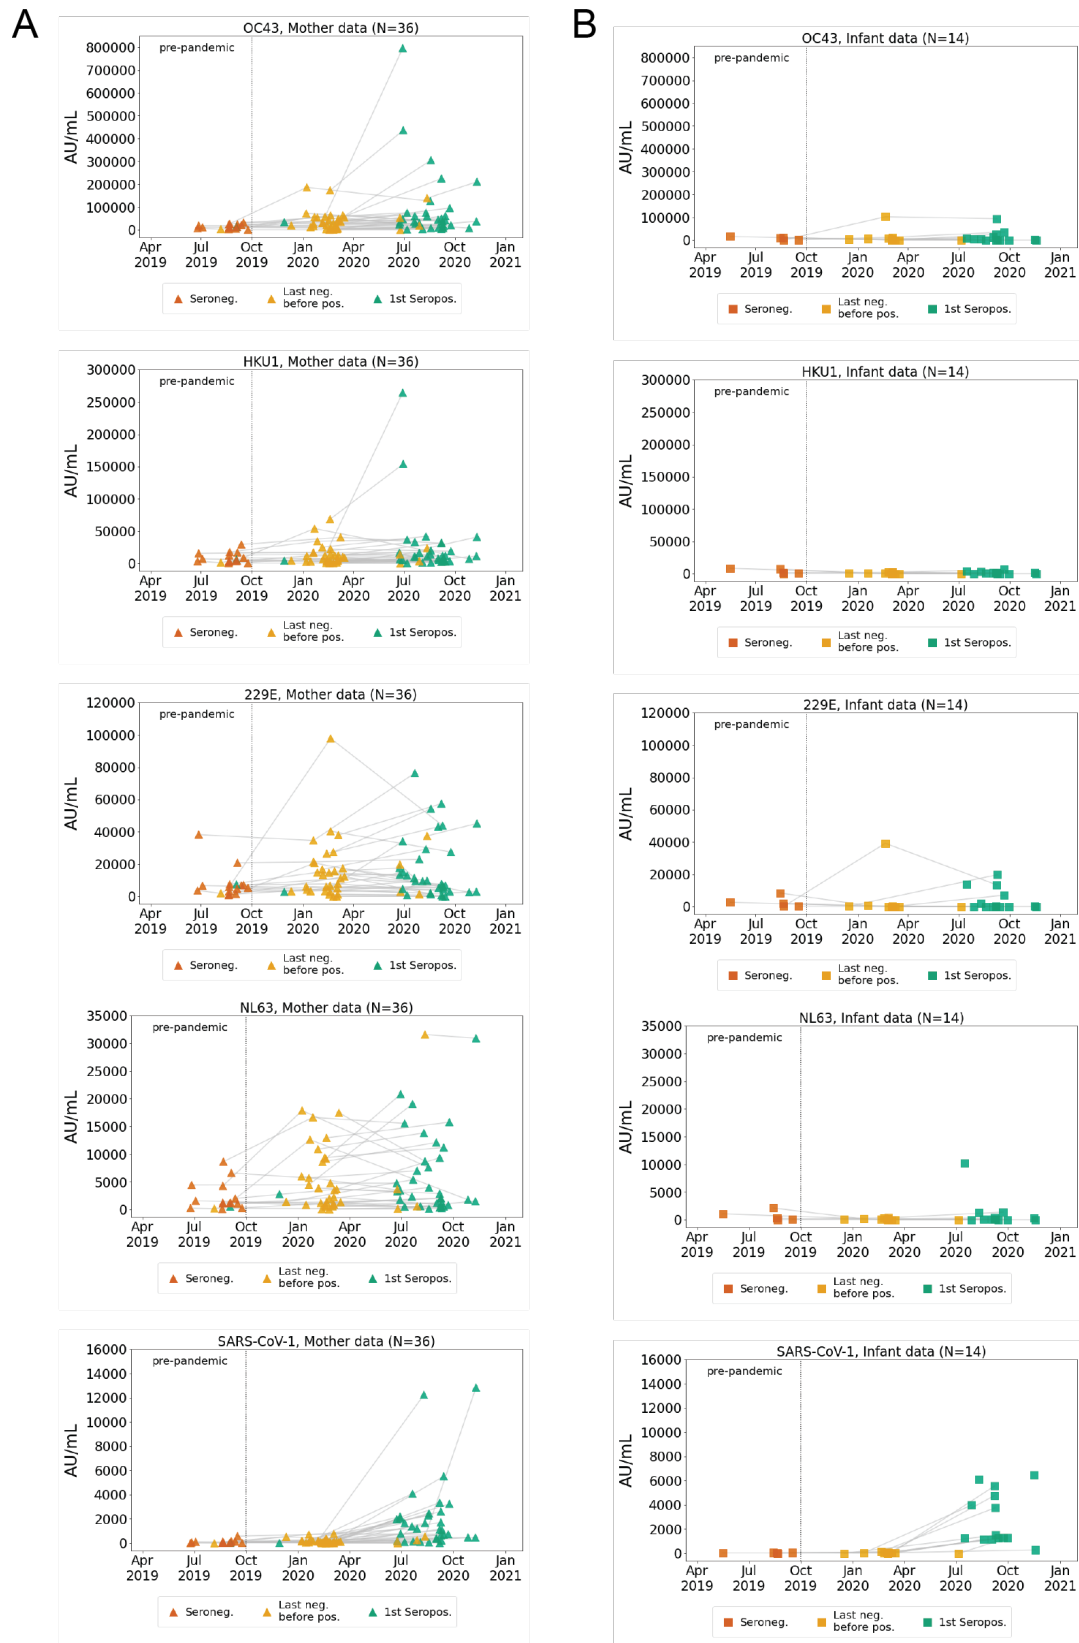 A
OC43, Mother data (N=36)
pre-pandemic
AU/mL
800000
700000
600000
500000
400000
300000
200000
100000
0
Apr 2019
Jul 2019
Oct 2019
Jan 2020
Apr 2020
Jul 2020
Oct 2020
Jan 2021
Seroneg.
Last neg. before pos.
1st Seropos.
HKU1, Mother data (N=36)
pre-pandemic
AU/mL
300000
250000
200000
150000
100000
50000
0
Apr 2019
Jul 2019
Oct 2019
Jan 2020
Apr 2020
Jul 2020
Oct 2020
Jan 2021
Seroneg.
Last neg. before pos.
1st Seropos.
229E, Mother data (N=36)
pre-pandemic
AU/mL
120000
100000
80000
60000
40000
20000
0
Apr 2019
Jul 2019
Oct 2019
Jan 2020
Apr 2020
Jul 2020
Oct 2020
Jan 2021
Seroneg.
Last neg. before pos.
1st Seropos.
NL63, Mother data (N=36)
pre-pandemic
AU/mL
35000
30000
25000
20000
15000
10000
5000
0
Apr 2019
Jul 2019
Oct 2019
Jan 2020
Apr 2020
Jul 2020
Oct 2020
Jan 2021
Seroneg.
Last neg. before pos.
1st Seropos.
SARS-CoV-1, Mother data (N=36)
pre-pandemic
AU/mL
16000
14000
12000
10000
8000
6000
4000
2000
0
Apr 2019
Jul 2019
Oct 2019
Jan 2020
Apr 2020
Jul 2020
Oct 2020
Jan 2021
Seroneg.
Last neg. before pos.
1st Seropos.
B
OC43, Infant data (N=14)
pre-pandemic
AU/mL
800000
700000
600000
500000
400000
300000
200000
100000
0
Apr 2019
Jul 2019
Oct 2019
Jan 2020
Apr 2020
Jul 2020
Oct 2020
Jan 2021
Seroneg.
Last neg. before pos.
1st Seropos.
HKU1, Infant data (N=14)
pre-pandemic
AU/mL
300000
250000
200000
150000
100000
50000
0
Apr 2019
Jul 2019
Oct 2019
Jan 2020
Apr 2020
Jul 2020
Oct 2020
Jan 2021
Seroneg.
Last neg. before pos.
1st Seropos.
229E, Infant data (N=14)
pre-pandemic
AU/mL
120000
100000
80000
60000
40000
20000
0
Apr 2019
Jul 2019
Oct 2019
Jan 2020
Apr 2020
Jul 2020
Oct 2020
Jan 2021
Seroneg.
Last neg. before pos.
1st Seropos.
NL63, Infant data (N=14)
pre-pandemic
AU/mL
35000
30000
25000
20000
15000
10000
5000
0
Apr 2019
Jul 2019
Oct 2019
Jan 2020
Apr 2020
Jul 2020
Oct 2020
Jan 2021
Seroneg.
Last neg. before pos.
1st Seropos.
SARS-CoV-1, Infant data (N=14)
pre-pandemic
AU/mL
16000
14000
12000
10000
8000
6000
4000
2000
0
Apr 2019
Jul 2019
Oct 2019
Jan 2020
Apr 2020
Jul 2020
Oct 2020
Jan 2021
Seroneg.
Last neg. before pos.
1st Seropos.